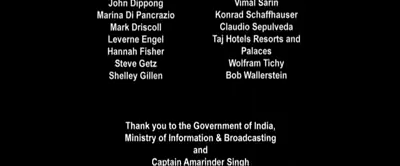 John Dippong
Marina Di Pancrazio
Mark Driscoll
Leverne Engel
Hannah Fisher
Steve Getz
Shelley Gillen
Vimal Sarin
Konrad Schaffhauser
Claudio Sepulveda
Taj Hotels Resorts and
Palaces
Wolfram Tichy
Bob Wallerstein
Thank you to the Government of India,
Ministry of Information & Broadcasting
and
Captain Amarinder Singh